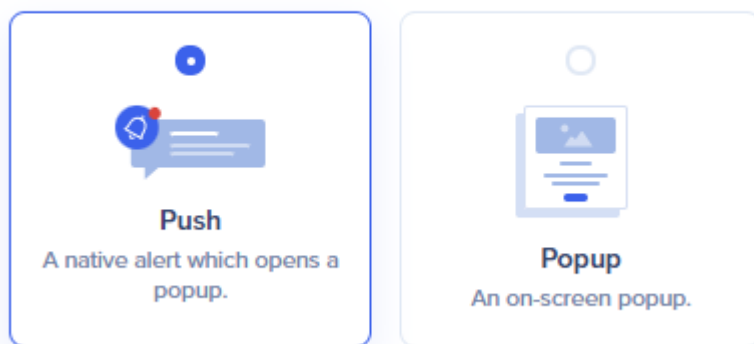 Push
A native alert which opens a
popup.
Popup
An on-screen popup.